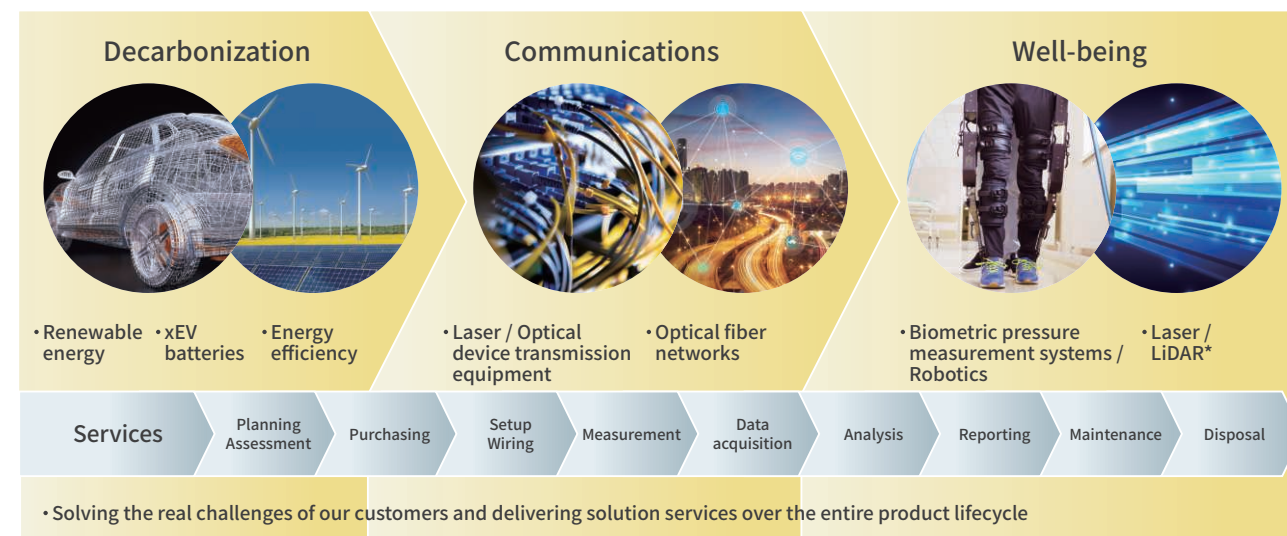 Decarbonization
・Renewable
energy
・xEV
batteries
・Energy
efficiency
Communications
・Laser / Optical
device transmission
equipment
・Optical fiber
networks
Well-being
・Biometric pressure
measurement systems /
Robotics
・Laser /
LiDAR*
Services
Planning
Assessment
Purchasing
Setup
Wiring
Measurement
Data
acquisition
Analysis
Reporting
Maintenance
Disposal
・Solving the real challenges of our customers and delivering solution services over the entire product lifecycle